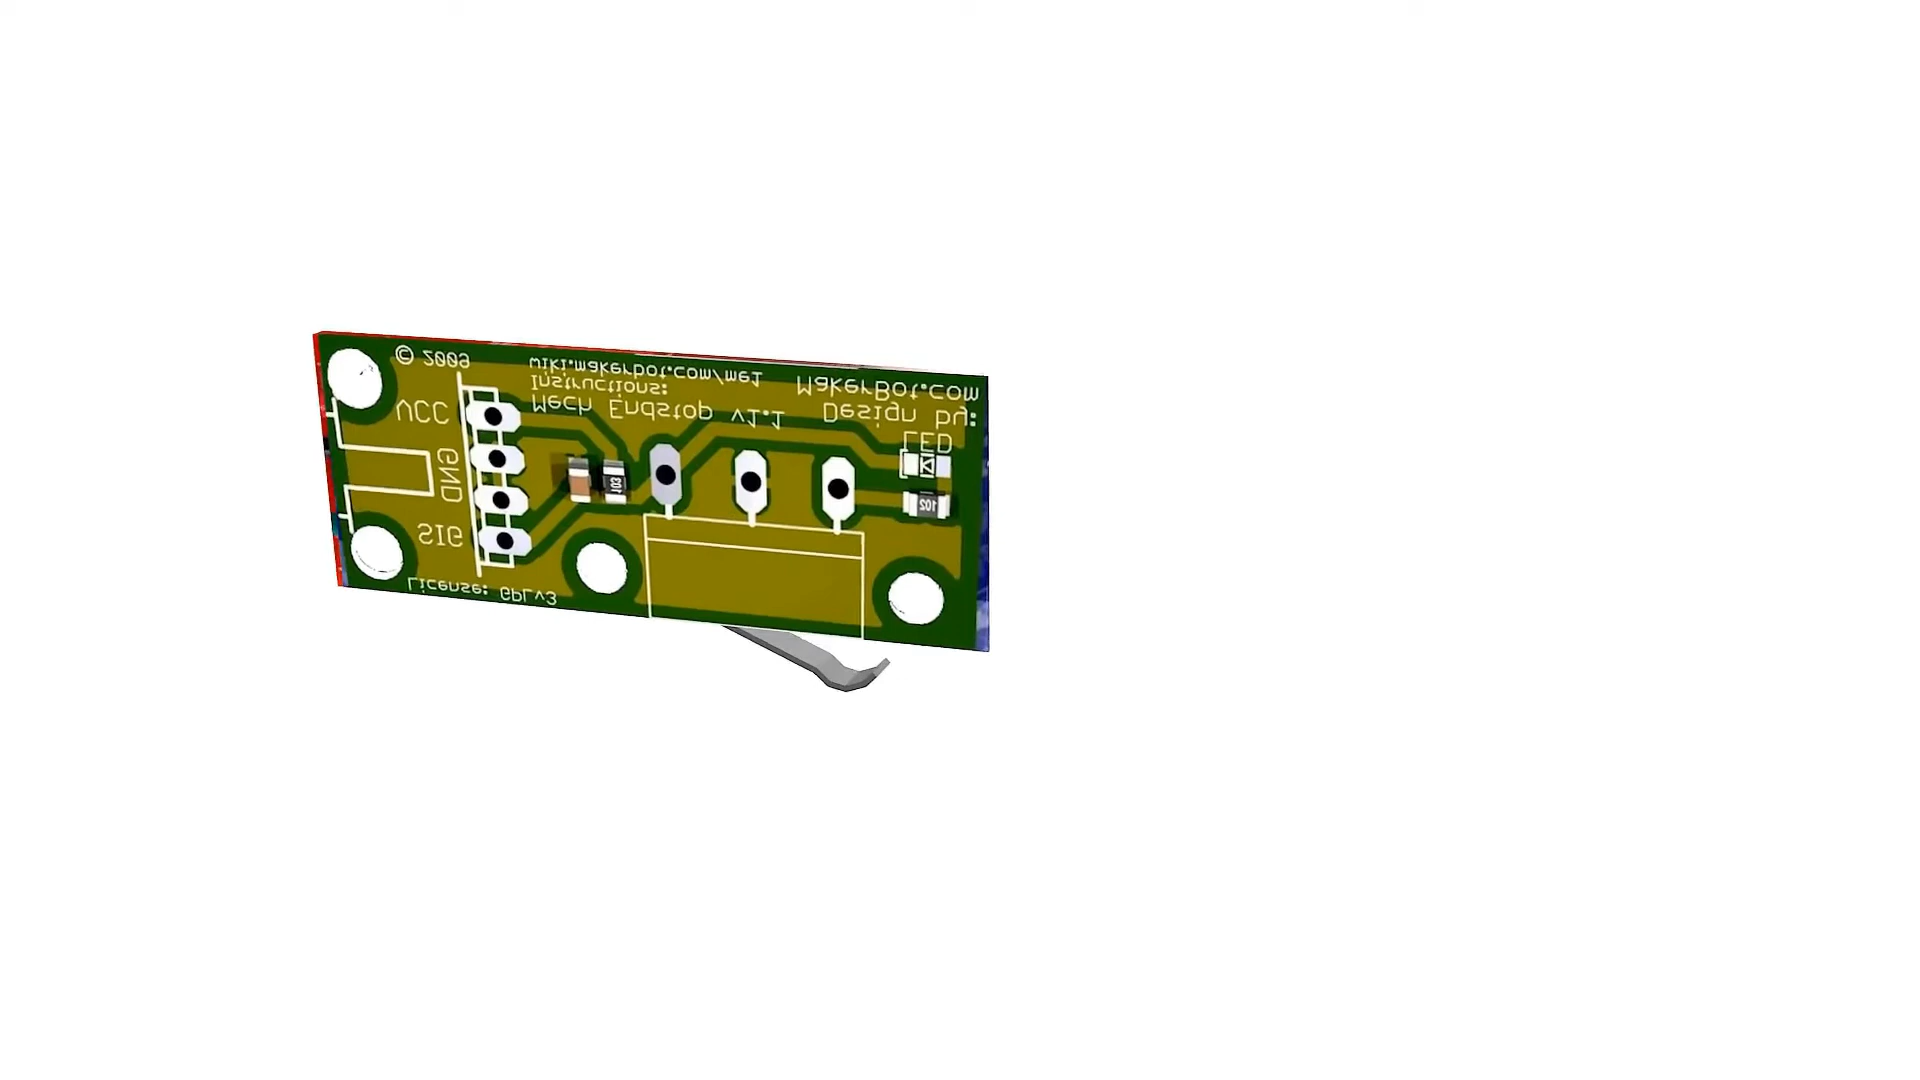 © 2009
wiki.makerbot.com/me1
Instructions:
Mech Endstop v1.1
MakerBot.com
Design by:
LED
VCC
GND
SIG
103
102
License: GPLv3